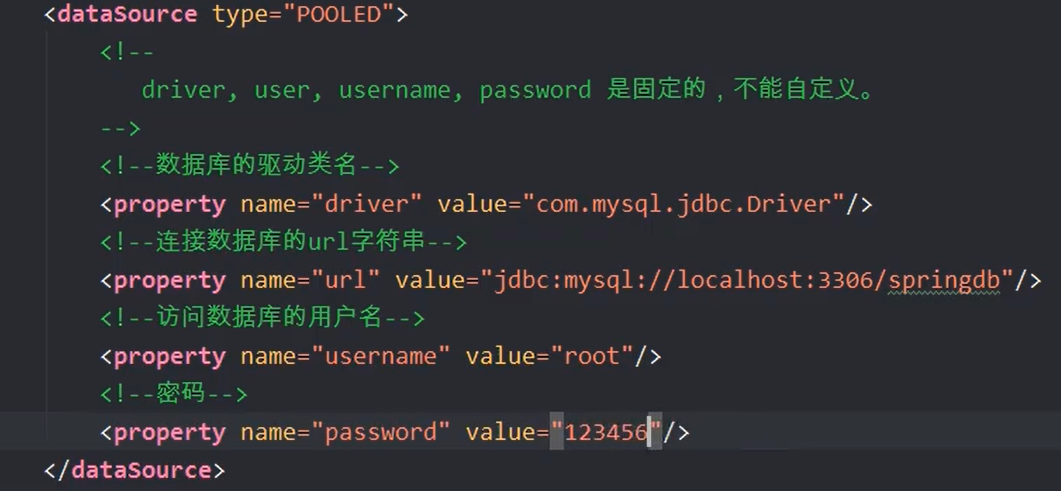 <dataSource type="POOLED">
<!--
driver, user, username, password 是固定的，不能自定义。
-->
<!--数据库的驱动类名-->
<property name="driver" value="com.mysql.jdbc.Driver"/>
<!--连接数据库的url字符串-->
<property name="url" value="jdbc:mysql://localhost:3306/springdb"/>
<!--访问数据库的用户名-->
<property name="username" value="root"/>
<!--密码-->
<property name="password" value="123456"/>
</dataSource>